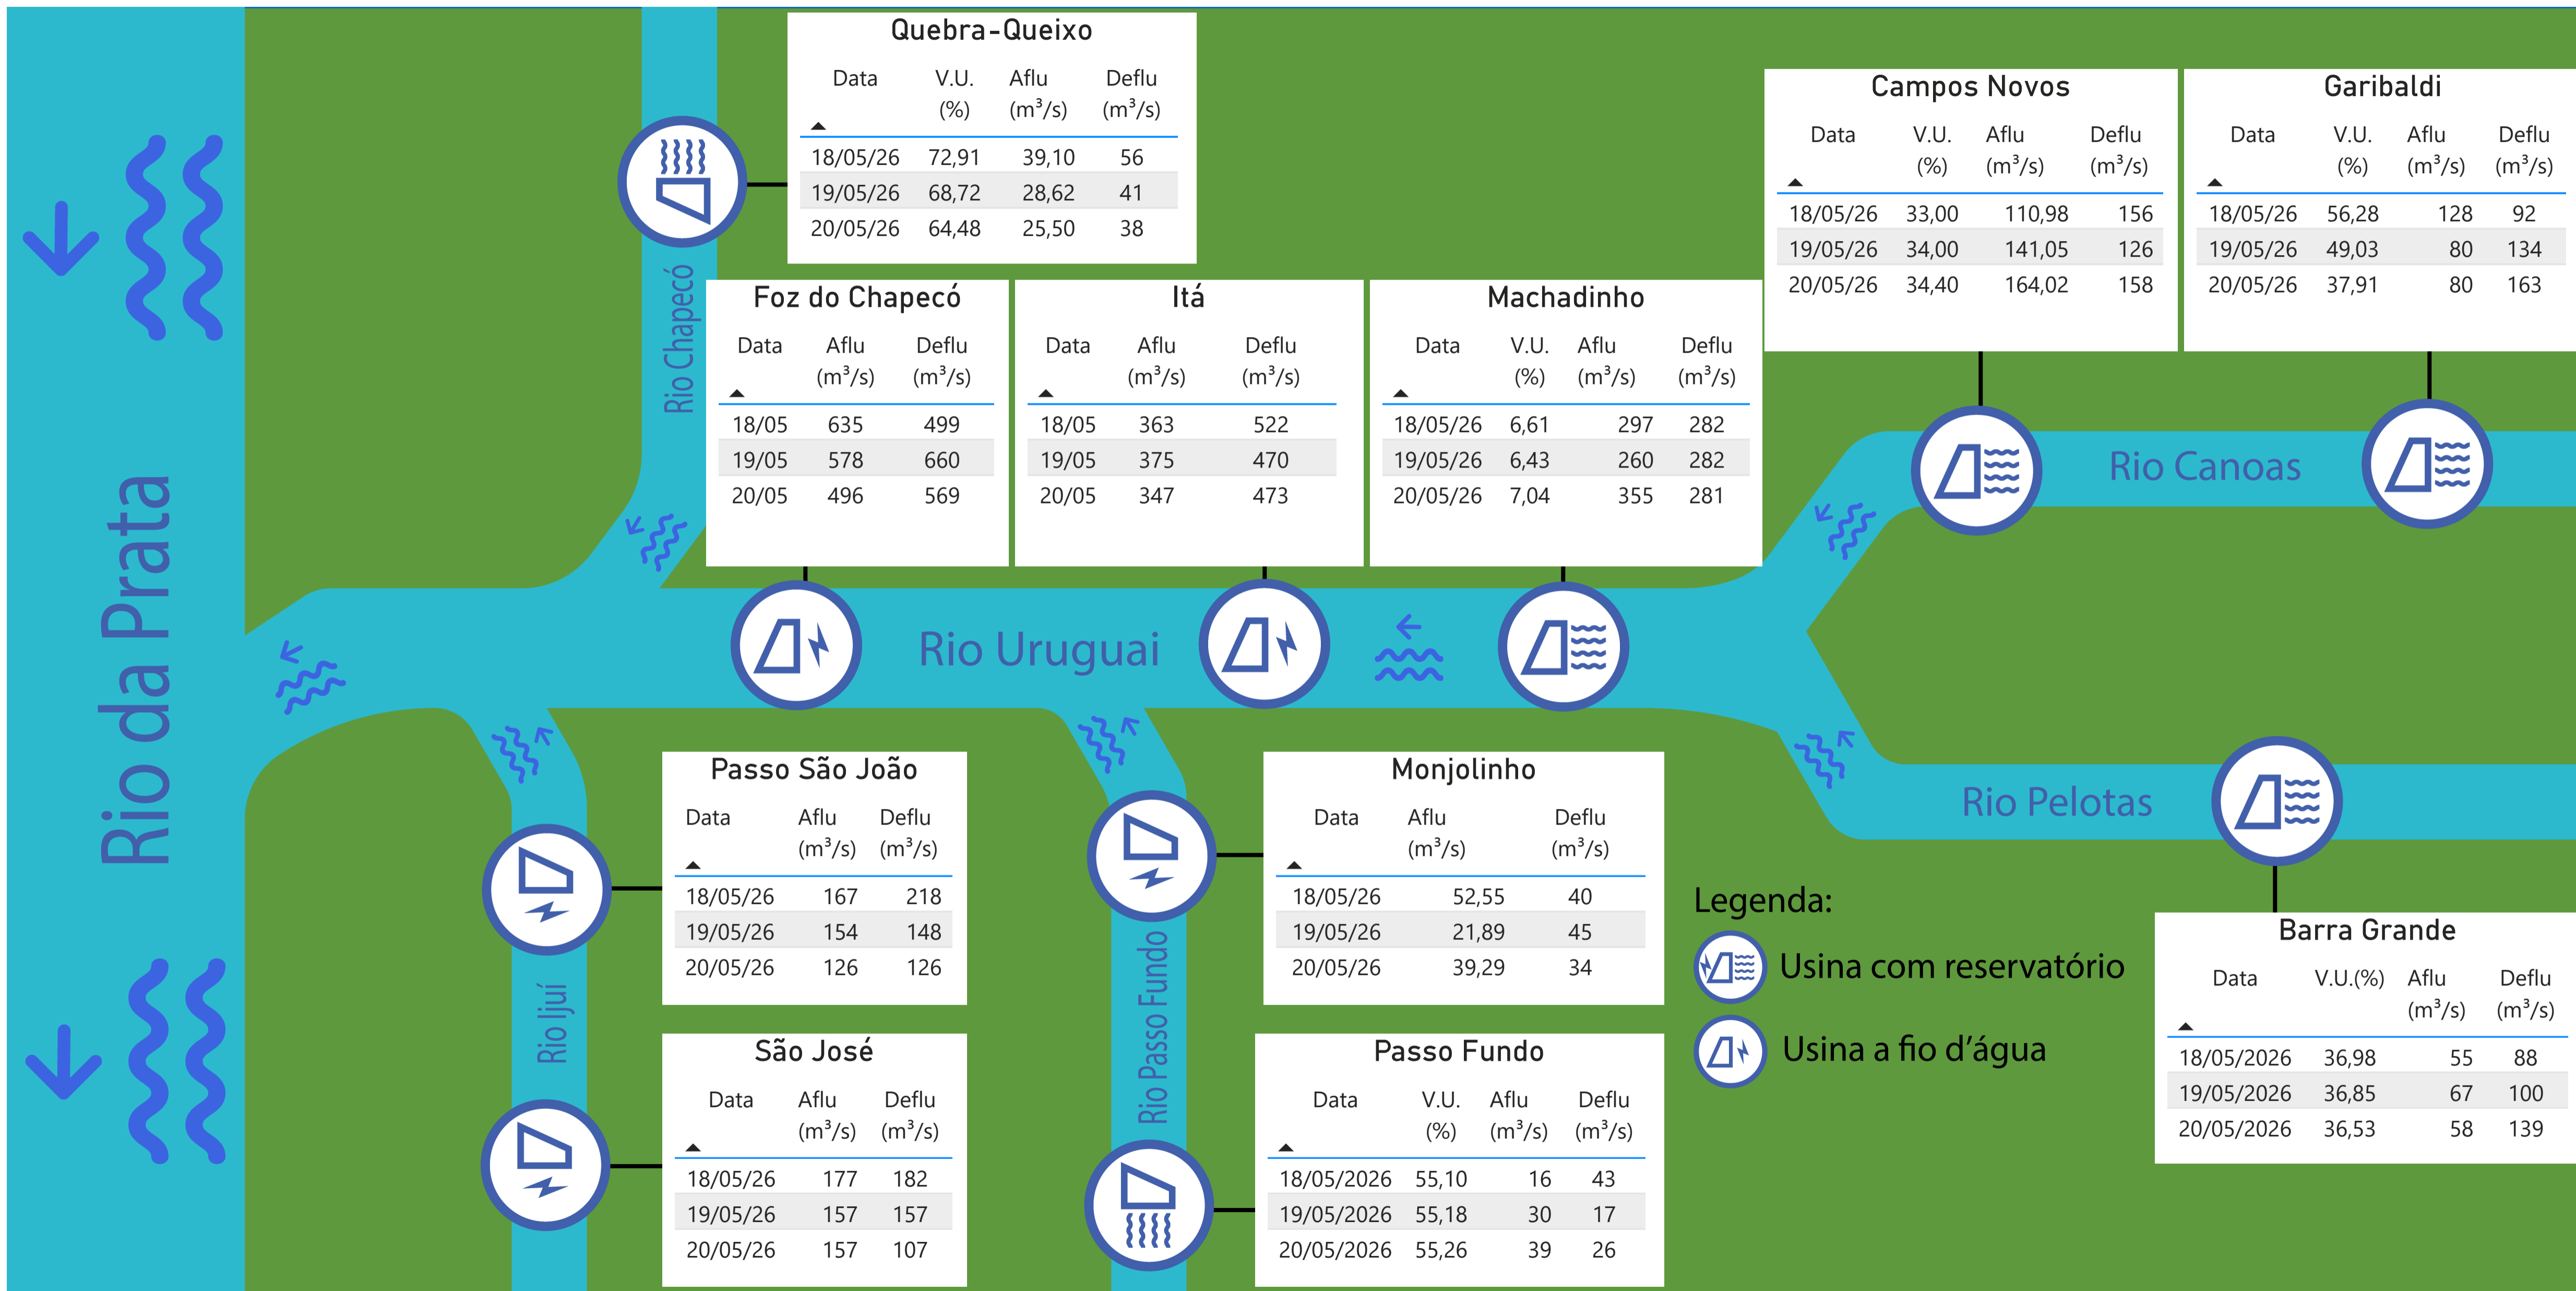 Rio da Prata
Quebra-Queixo
Data V.U. (%) Aflu (m³/s) Deflu (m³/s)
18/05/26 72,91 39,10 56
19/05/26 68,72 28,62 41
20/05/26 64,48 25,50 38
Rio Chapecó
Foz do Chapecó
Data Aflu (m³/s) Deflu (m³/s)
18/05 635 499
19/05 578 660
20/05 496 569
Itá
Data Aflu (m³/s) Deflu (m³/s)
18/05 363 522
19/05 375 470
20/05 347 473
Machadinho
Data V.U. (%) Aflu (m³/s) Deflu (m³/s)
18/05/26 6,61 297 282
19/05/26 6,43 260 282
20/05/26 7,04 355 281
Campos Novos
Data V.U. (%) Aflu (m³/s) Deflu (m³/s)
18/05/26 33,00 110,98 156
19/05/26 34,00 141,05 126
20/05/26 34,40 164,02 158
Garibaldi
Data V.U. (%) Aflu (m³/s) Deflu (m³/s)
18/05/26 56,28 128 92
19/05/26 49,03 80 134
20/05/26 37,91 80 163
Rio Canoas
Rio Uruguai
Rio Pelotas
Passo São João
Data Aflu (m³/s) Deflu (m³/s)
18/05/26 167 218
19/05/26 154 148
20/05/26 126 126
Rio Ijuí
São José
Data Aflu (m³/s) Deflu (m³/s)
18/05/26 177 182
19/05/26 157 157
20/05/26 157 107
Monjolinho
Data Aflu (m³/s) Deflu (m³/s)
18/05/26 52,55 40
19/05/26 21,89 45
20/05/26 39,29 34
Rio Passo Fundo
Passo Fundo
Data V.U. (%) Aflu (m³/s) Deflu (m³/s)
18/05/2026 55,10 16 43
19/05/2026 55,18 30 17
20/05/2026 55,26 39 26
Legenda:
Usina com reservatório
Usina a fio d’água
Barra Grande
Data V.U.(%) Aflu (m³/s) Deflu (m³/s)
18/05/2026 36,98 55 88
19/05/2026 36,85 67 100
20/05/2026 36,53 58 139